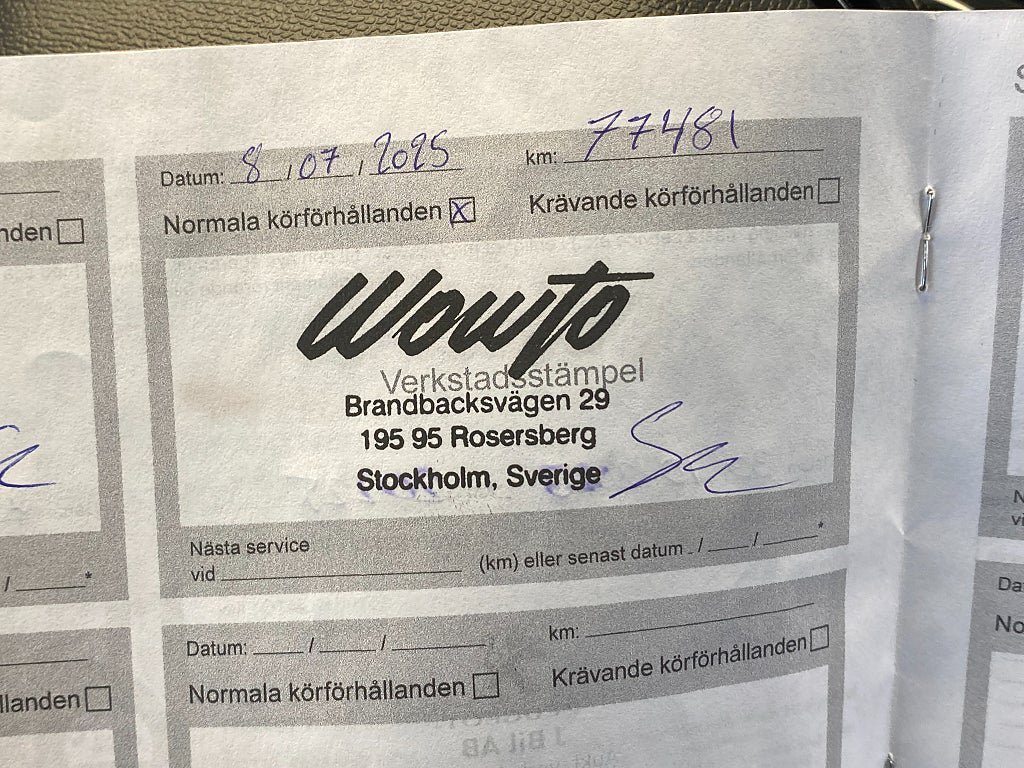 Datum: 8 / 07 / 2025 km: 77481
Normala körförhållanden X Krävande körförhållanden
nden
Wowto
Verkstadsstämpel
Brandbacksvägen 29
195 95 Rosersberg
Stockholm, Sverige
Nästa service
vid (km) eller senast datum / / *
/ *
Datum: / / km:
Normala körförhållanden Krävande körförhållanden
llanden